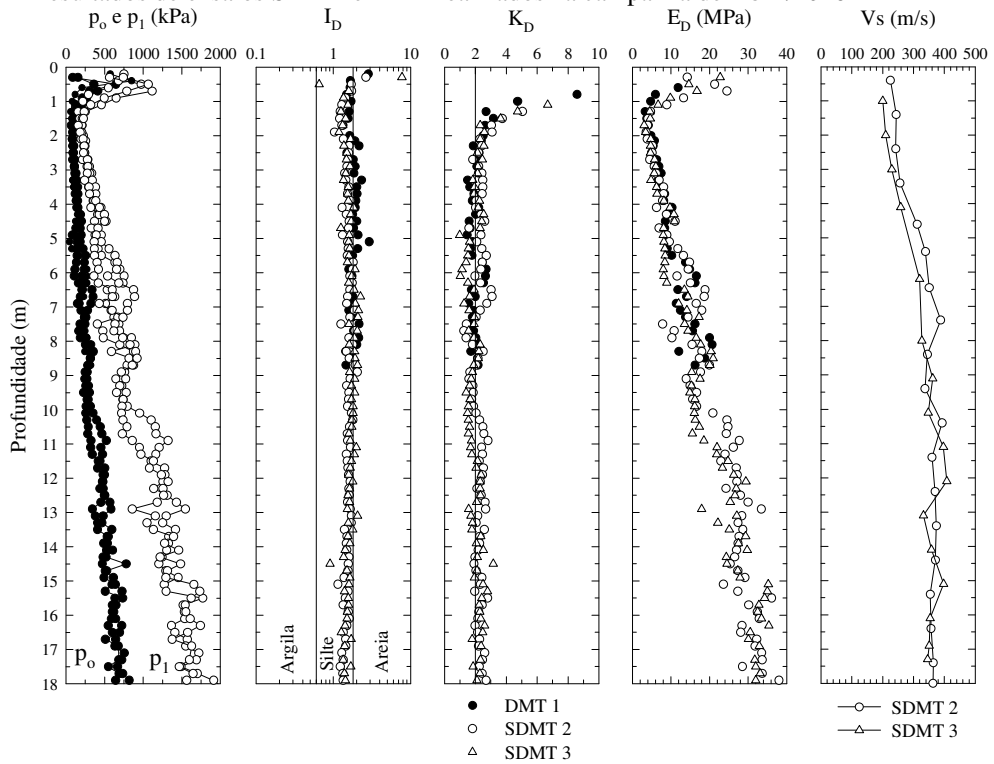 p₀ e p₁ (kPa)
I_D
K_D
E_D (MPa)
Vs (m/s)
0 500 1000 1500 2000
0.1 1 10
0 2 4 6 8 10
0 10 20 30 40
0 100 200 300 400 500
Profundidade (m)
0
1
2
3
4
5
6
7
8
9
10
11
12
13
14
15
16
17
18
p₀
p₁
Argila
Silte
Areia
DMT 1
SDMT 2
SDMT 3
SDMT 2
SDMT 3